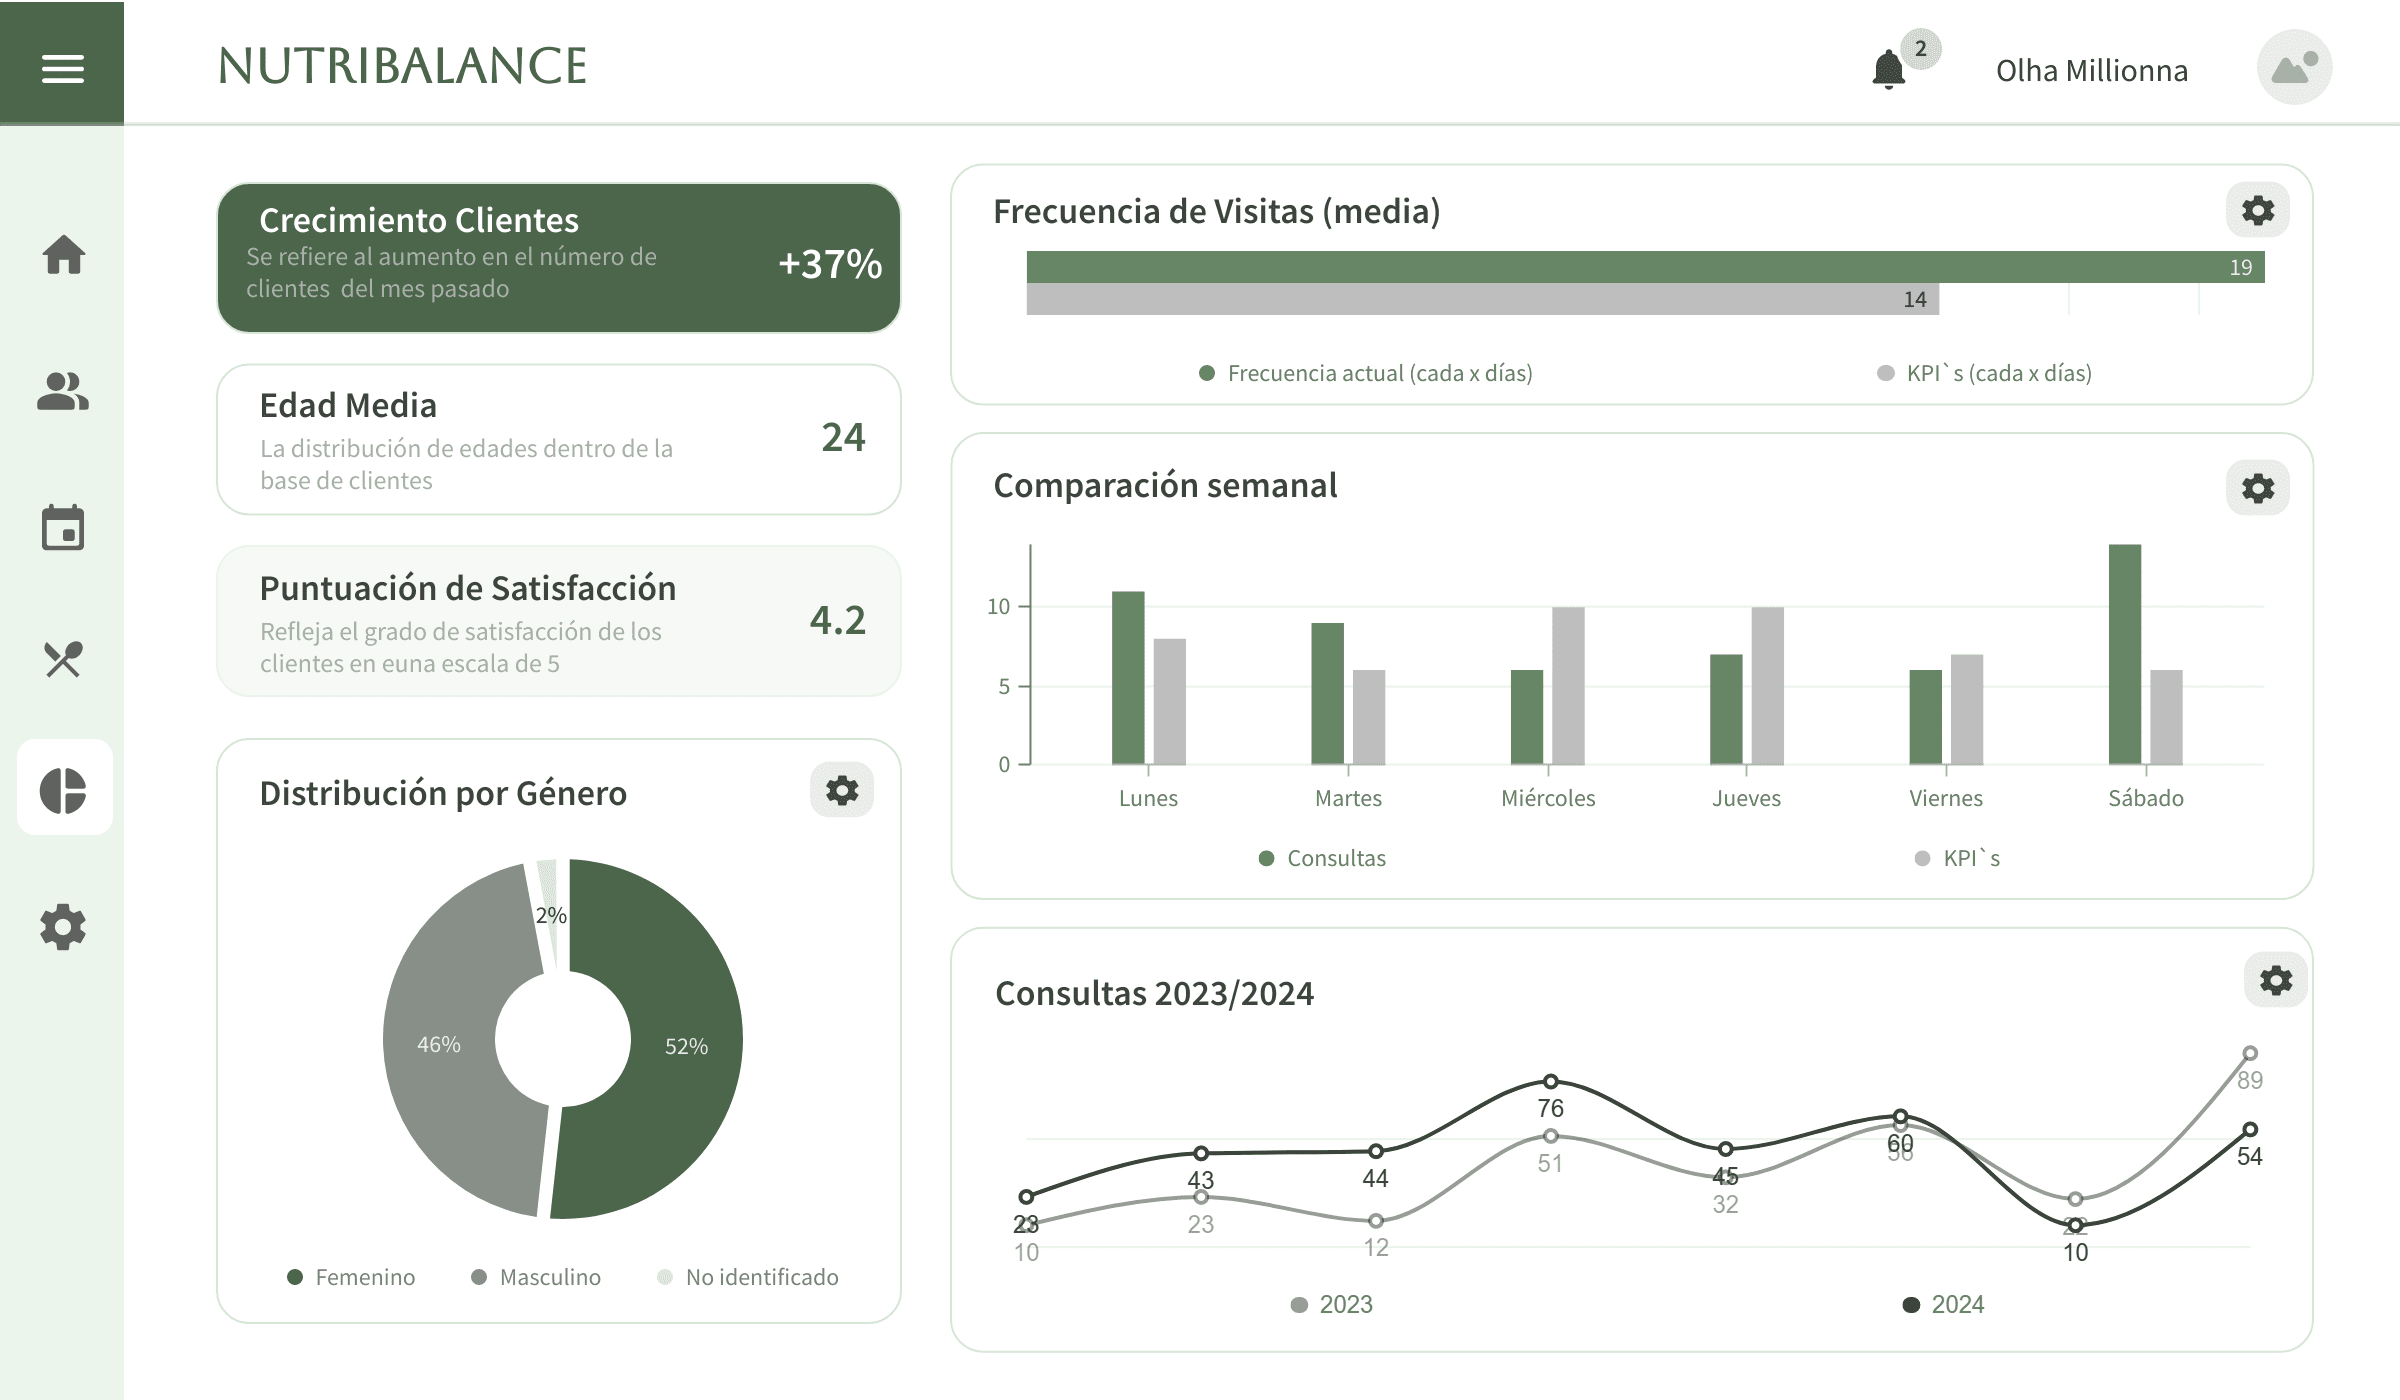 NUTRIBALANCE
2
Olha Millionna
Crecimiento Clientes
Se refiere al aumento en el número de
clientes  del mes pasado
+37%
Edad Media
La distribución de edades dentro de la
base de clientes
24
Puntuación de Satisfacción
Refleja el grado de satisfacción de los
clientes en euna escala de 5
4.2
Distribución por Género
2%
46%
52%
Femenino
Masculino
No identificado
Frecuencia de Visitas (media)
19
14
Frecuencia actual (cada x días)
KPI`s (cada x días)
Comparación semanal
10
5
0
Lunes
Martes
Miércoles
Jueves
Viernes
Sábado
Consultas
KPI`s
Consultas 2023/2024
89
76
43
44
51
45
60
54
23
23
12
32
10
10
2023
2024